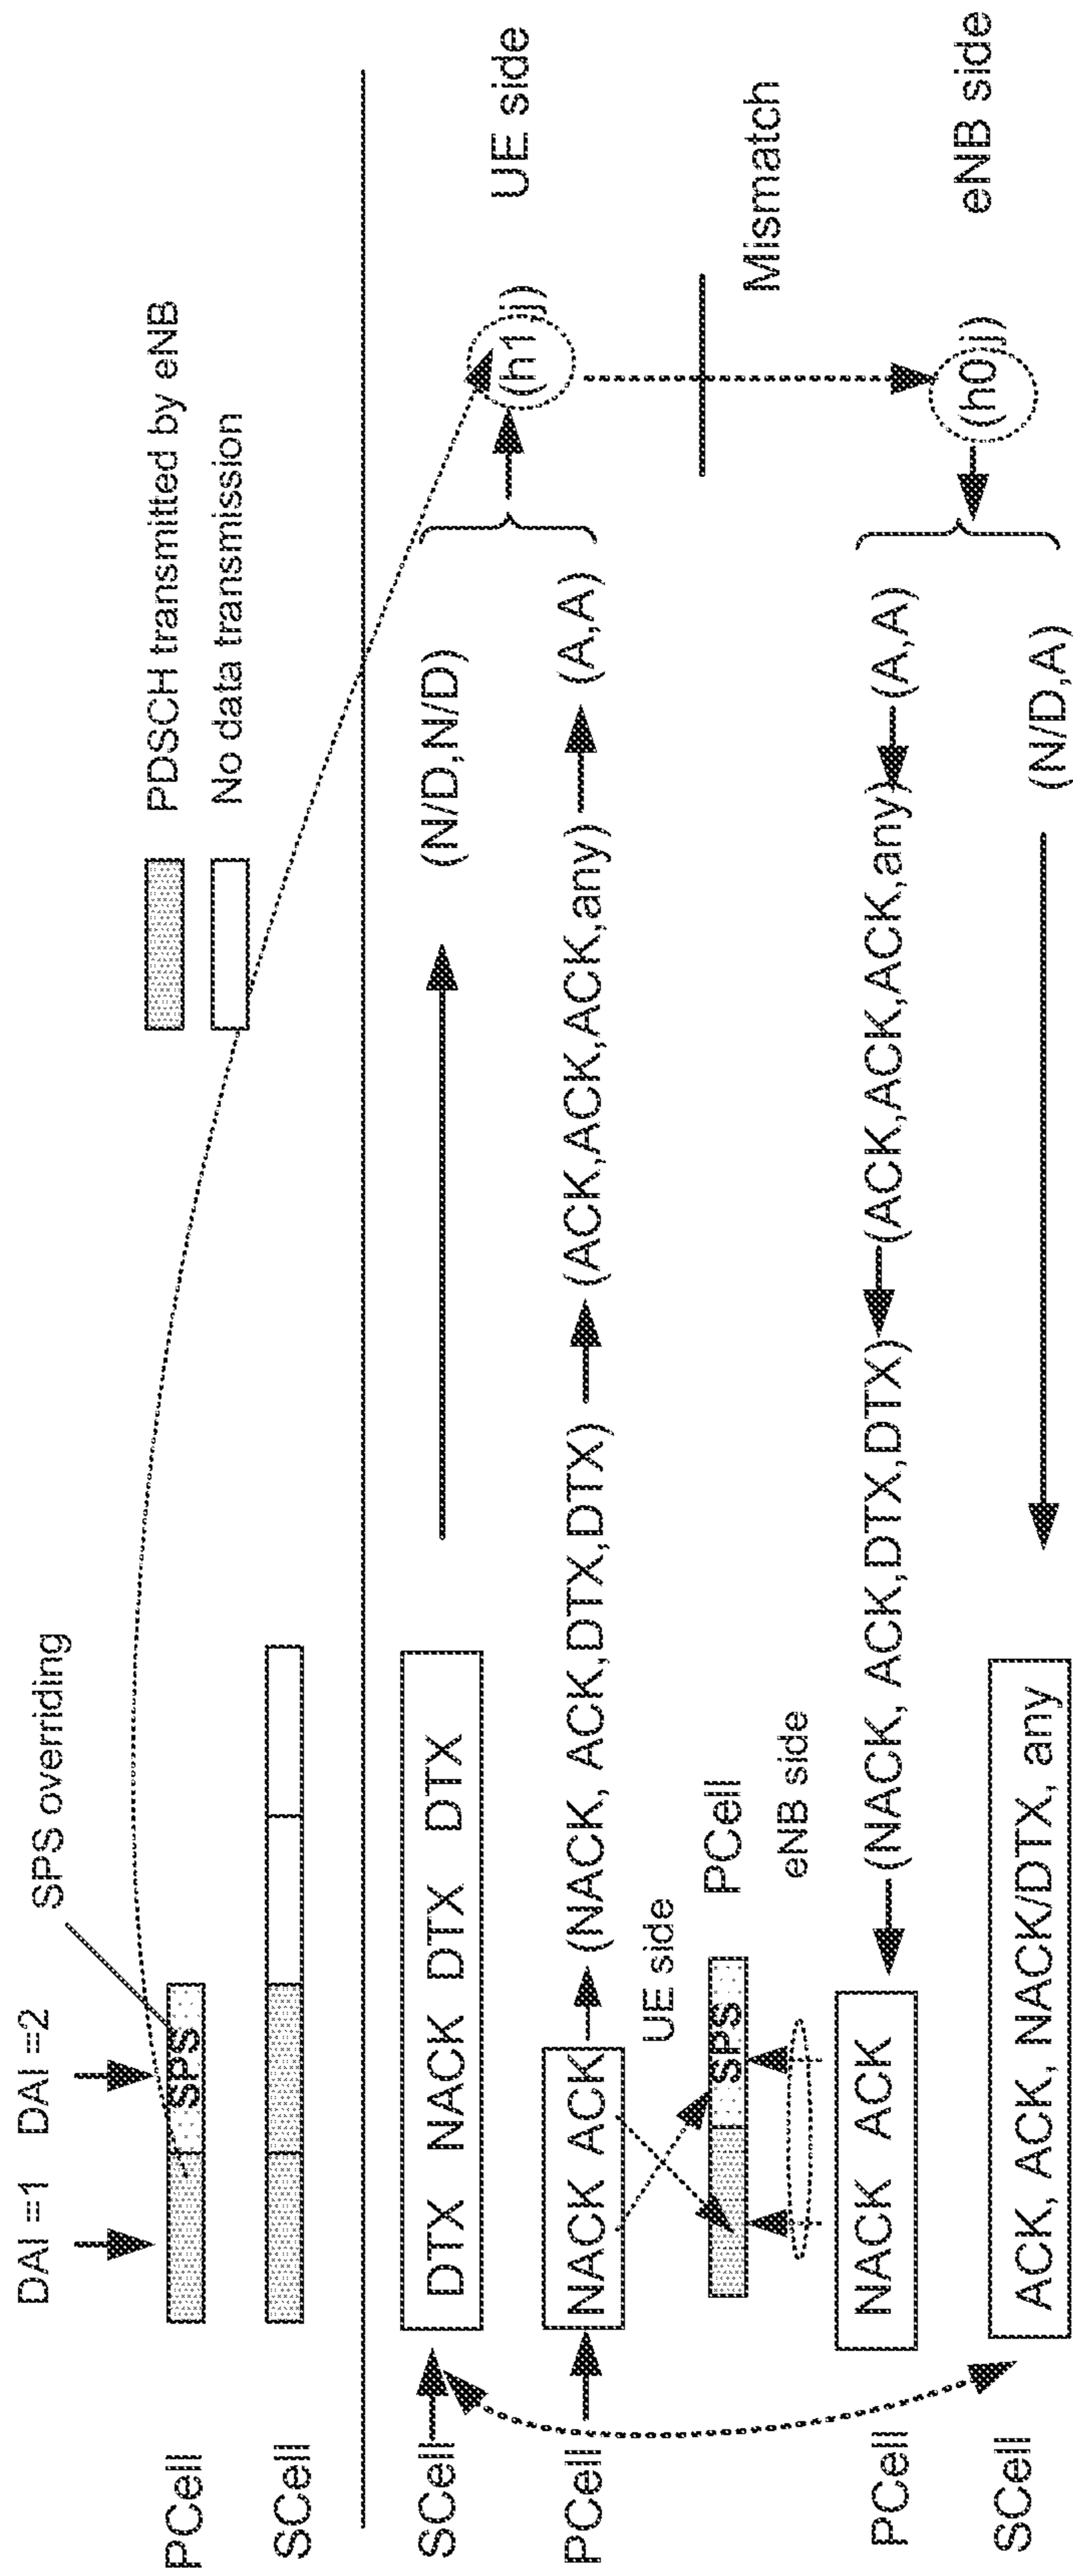 DAI =1 DAI =2
SPS overriding
PCell
SPS
SCell
PDSCH transmitted by eNB
No data transmission
SCell
DTX NACK DTX DTX
(N/D,N/D)
(h1,j)
UE side
PCell
NACK ACK
(NACK, ACK,DTX,DTX)
(ACK,ACK,ACK,any)
(A,A)
UE side
SPS
PCell
eNB side
Mismatch
PCell
NACK ACK
(NACK, ACK,DTX,DTX)
(ACK,ACK,ACK,any)
(A,A)
(h0,j)
eNB side
SCell
ACK, ACK, NACK/DTX, any
(N/D,A)